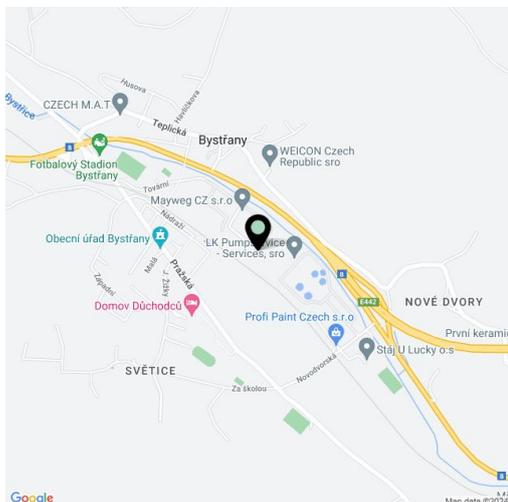 Husova
Havlíčkova
Bystřice
CZECH M.A.T
Teplická
8
Bystřany
Fotbalový Stadion
Bystřany
WEICON Czech
Republic sro
Tovární
Mayweg CZ s.r.o
Nádraží
Obecní úřad Bystřany
LK Pumpservice
- Services, sro
Malá
Pražská
J. Žižky
Západní
8
Domov Důchodců
E442
NOVÉ DVORY
Profi Paint Czech s.r.o
První keramic
Stáj U Lucky o:s
SVĚTICE
Novodvorská
Za školou
8
Google
Map data ©2024